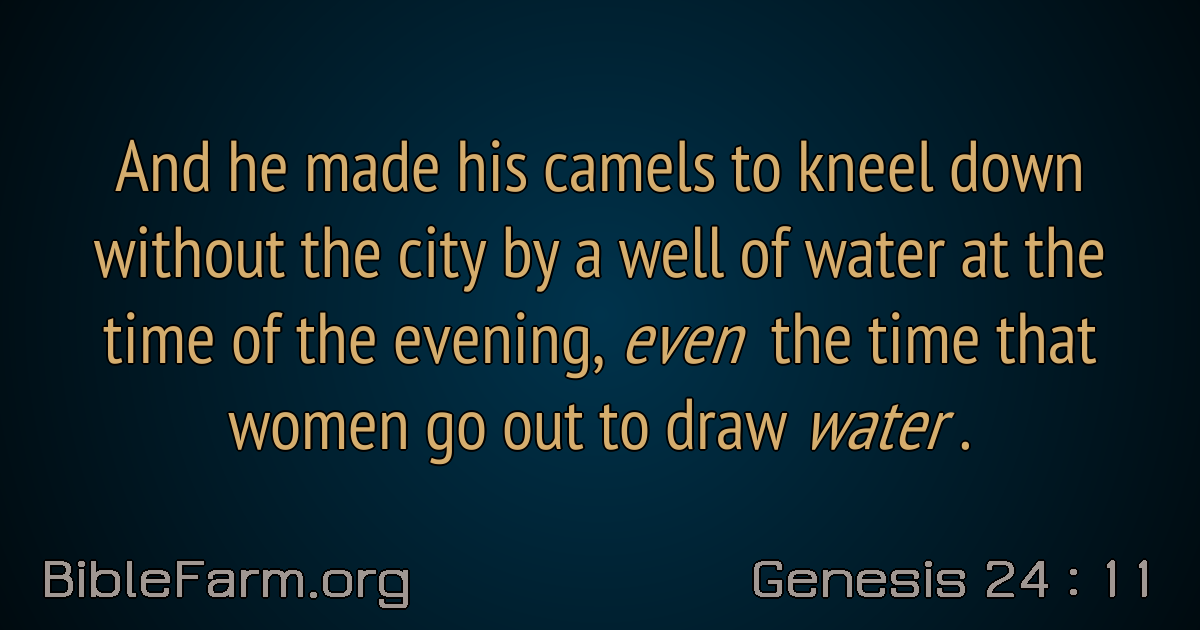 And he made his camels to kneel down
without the city by a well of water at the
time of the evening, even the time that
women go out to draw water .
BibleFarm.org
Genesis 24 : 11